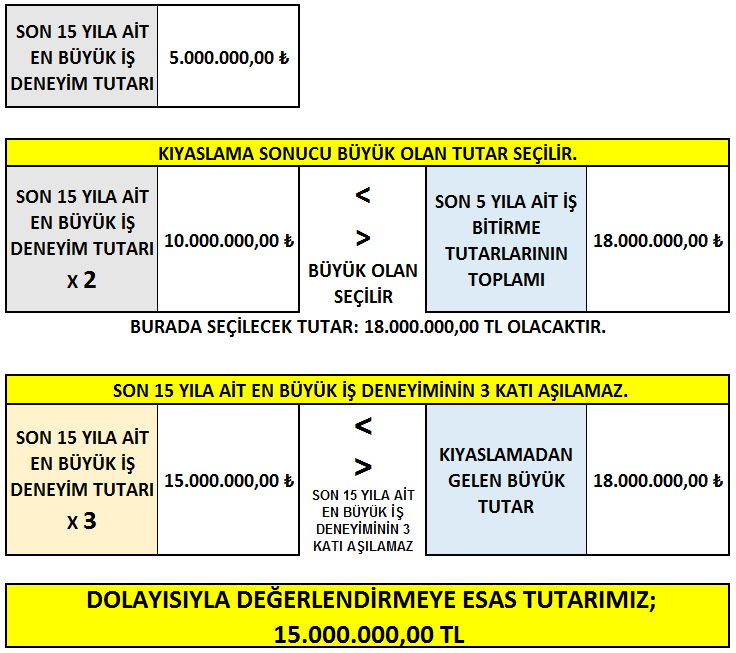 SON 15 YILA AİT
EN BÜYÜK İŞ
DENEYİM TUTARI
5.000.000,00 ₺
KIYASLAMA SONUCU BÜYÜK OLAN TUTAR SEÇİLİR.
SON 15 YILA AİT
EN BÜYÜK İŞ
DENEYİM TUTARI
X 2
10.000.000,00 ₺
<
>
BÜYÜK OLAN
SEÇİLİR
SON 5 YILA AİT İŞ
BİTİRME
TUTARLARININ
TOPLAMI
18.000.000,00 ₺
BURADA SEÇİLECEK TUTAR: 18.000.000,00 TL OLACAKTIR.
SON 15 YILA AİT EN BÜYÜK İŞ DENEYİMİNİN 3 KATI AŞILAMAZ.
SON 15 YILA AİT
EN BÜYÜK İŞ
DENEYİM TUTARI
X 3
15.000.000,00 ₺
<
>
SON 15 YILA AİT
EN BÜYÜK İŞ
DENEYİMİNİN 3
KATI AŞILAMAZ
KIYASLAMADAN
GELEN BÜYÜK
TUTAR
18.000.000,00 ₺
DOLAYISIYLA DEĞERLENDİRMEYE ESAS TUTARIMIZ;
15.000.000,00 TL